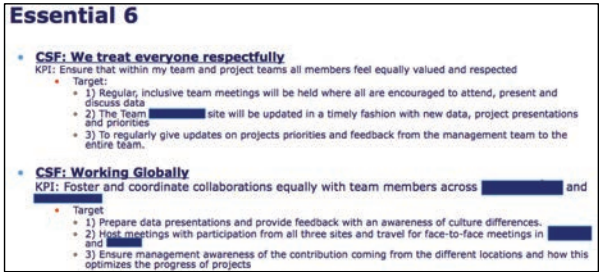 Essential 6
CSF: We treat everyone respectfully
KPI: Ensure that within my team and project teams all members feel equally valued and respected
Target:
1) Regular, inclusive team meetings will be held where all are encouraged to attend, present and
discuss data
2) The Team site will be updated in a timely fashion with new data, project presentations
and priorities
3) To regularly give updates on projects priorities and feedback from the management team to the
entire team.
CSF: Working Globally
KPI: Foster and coordinate collaborations equally with team members across and
Target
1) Prepare data presentations and provide feedback with an awareness of culture differences.
2) Host meetings with participation from all three sites and travel for face-to-face meetings in
and
3) Ensure management awareness of the contribution coming from the different locations and how this
optimizes the progress of projects